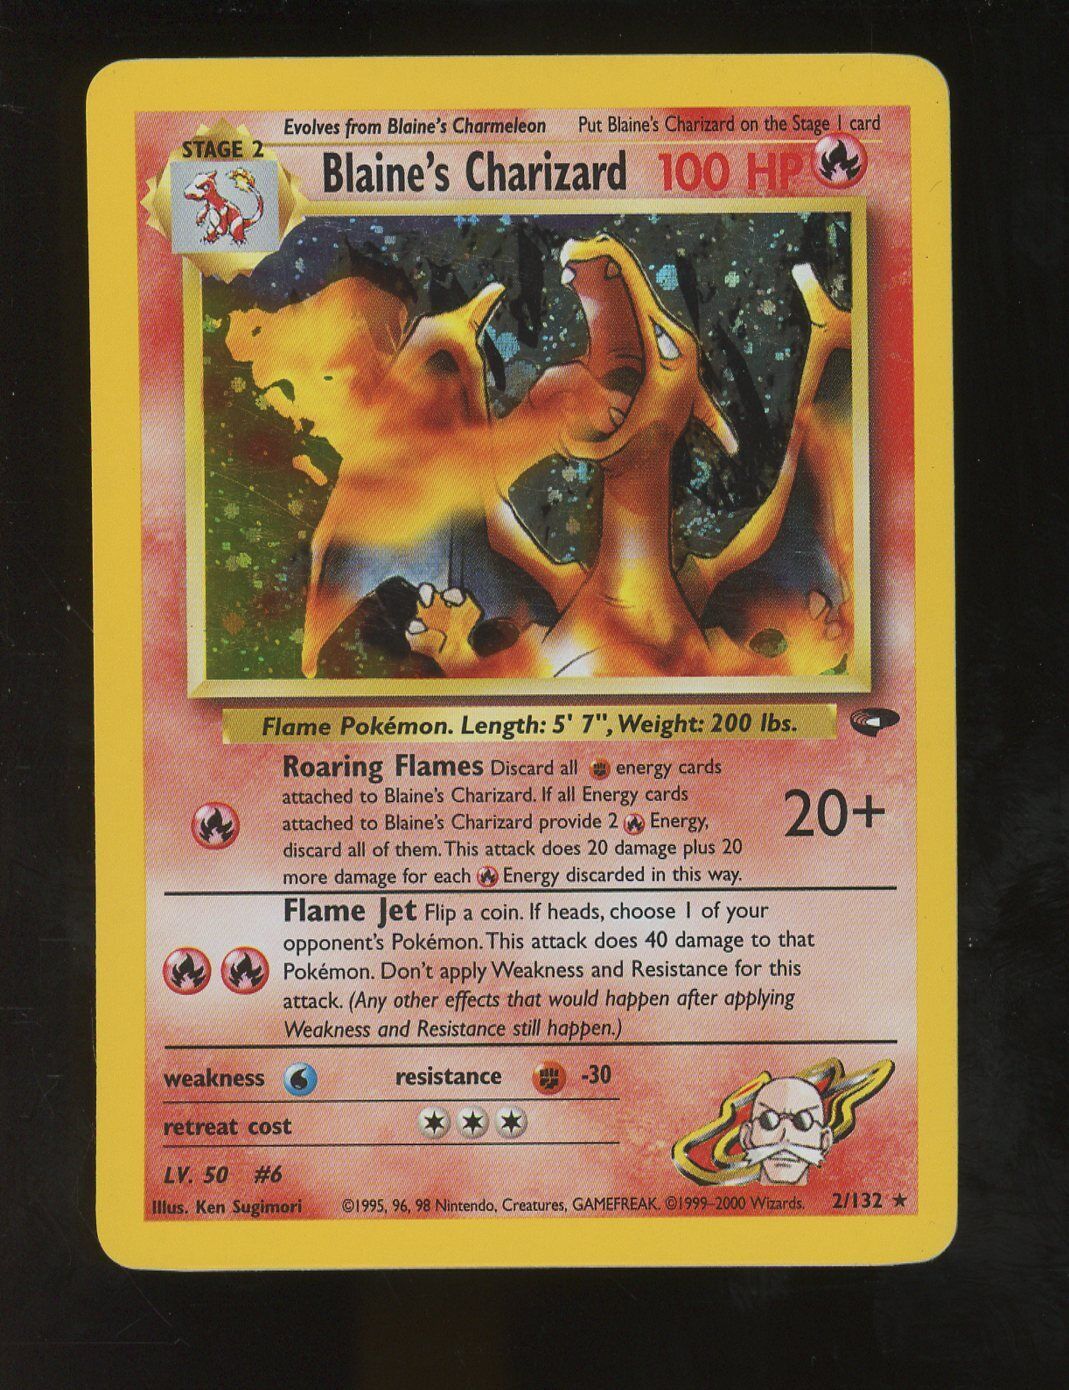 Evolves from Blaine's Charmeleon Put Blaine's Charizard on the Stage 1 card
STAGE 2
Blaine's Charizard 100 HP
Flame Pokémon. Length: 5' 7", Weight: 200 lbs.
Roaring Flames Discard all energy cards
attached to Blaine's Charizard. If all Energy cards
attached to Blaine's Charizard provide 2 Energy,
discard all of them. This attack does 20 damage plus 20
more damage for each Energy discarded in this way.
20+
Flame Jet Flip a coin. If heads, choose 1 of your
opponent's Pokémon. This attack does 40 damage to that
Pokémon. Don't apply Weakness and Resistance for this
attack. (Any other effects that would happen after applying
Weakness and Resistance still happen.)
weakness resistance -30
retreat cost
LV. 50 #6
Illus. Ken Sugimori ©1995, 96, 98 Nintendo, Creatures, GAMEFREAK. ©1999-2000 Wizards. 2/132 ★